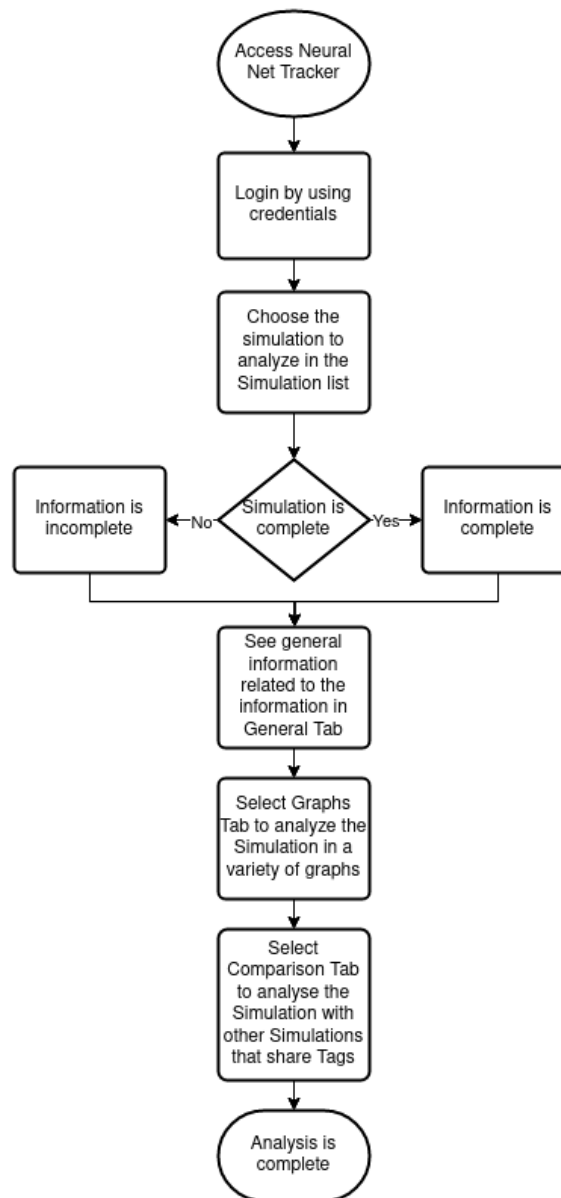 Access Neural
Net Tracker
Login by using
credentials
Choose the
simulation to
analyze in the
Simulation list
Information is
incomplete
No
Simulation is
complete
Yes
Information is
complete
See general
information
related to the
information in
General Tab
Select Graphs
Tab to analyze the
Simulation in a
variety of graphs
Select
Comparison Tab
to analyse the
Simulation with
other Simulations
that share Tags
Analysis is
complete